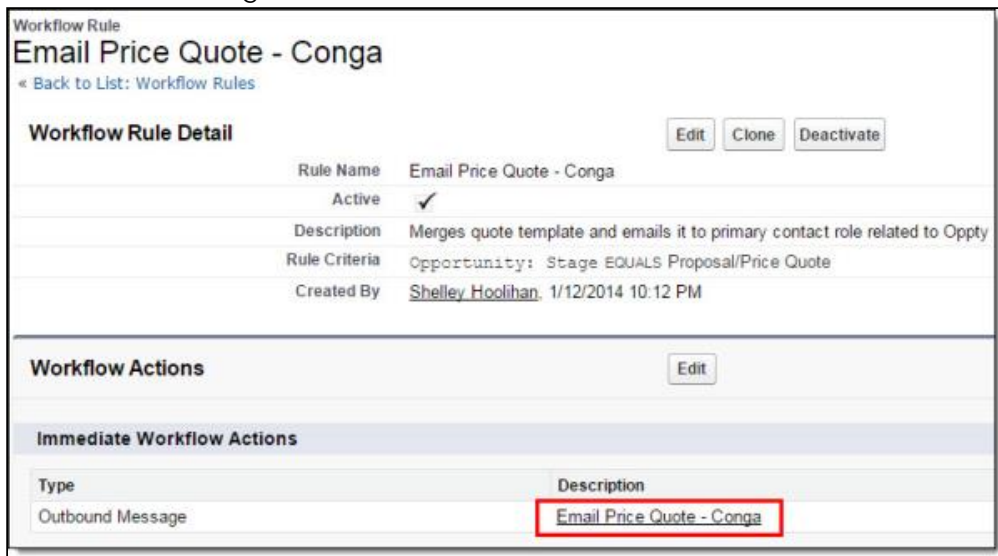 Workflow Rule
Email Price Quote - Conga
« Back to List: Workflow Rules
Workflow Rule Detail Edit Clone Deactivate
Rule Name Email Price Quote - Conga
Active ✓
Description Merges quote template and emails it to primary contact role related to Oppty
Rule Criteria Opportunity: Stage EQUALS Proposal/Price Quote
Created By Shelley Hoolihan, 1/12/2014 10:12 PM
Workflow Actions Edit
Immediate Workflow Actions
Type Description
Outbound Message Email Price Quote - Conga